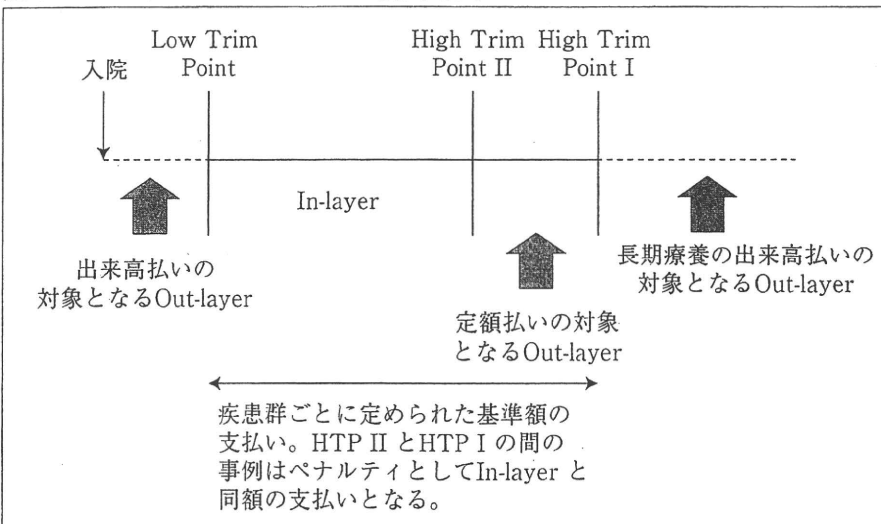 入院
Low Trim
Point
High Trim
Point II
High Trim
Point I
In-layer
出来高払いの
対象となるOut-layer
定額払いの対象
となるOut-layer
長期療養の出来高払いの
対象となるOut-layer
疾患群ごとに定められた基準額の
支払い。HTP II とHTP I の間の
事例はペナルティとしてIn-layer と
同額の支払いとなる。